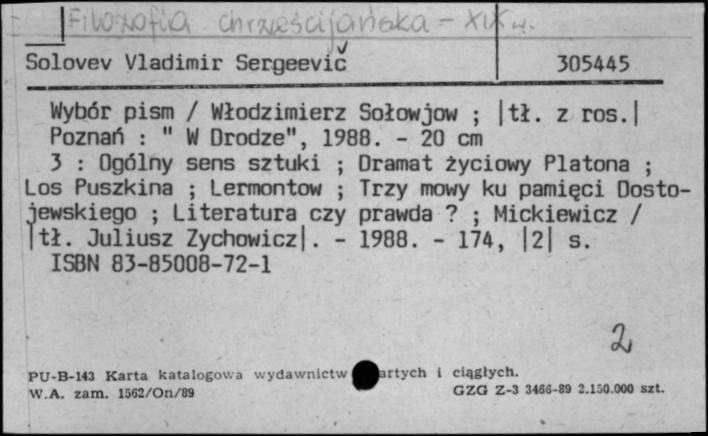 Filozofia chrześcijańska - XIX w.
Solovev Vladimir Sergeevič 305445
Wybór pism / Włodzimierz Sołowjow ; |tł. z ros.|
Poznań : " W Drodze", 1988. - 20 cm
3 : Ogólny sens sztuki ; Dramat życiowy Platona ;
Los Puszkina ; Lermontow ; Trzy mowy ku pamięci Dosto-
jewskiego ; Literatura czy prawda ? ; Mickiewicz /
|tł. Juliusz Zychowicz|. - 1988. - 174, |2| s.
ISBN 83-85008-72-1
2
PU-B-143 Karta katalogowa wydawnictw artych i ciągłych.
W.A. zam. 1562/On/89 GZG Z-3 3466-89 2.150.000 szt.